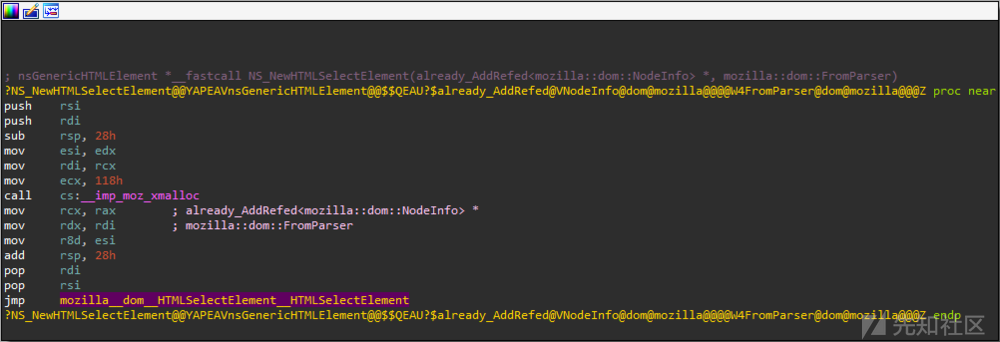 ; nsGenericHTMLElement *__fastcall NS_NewHTMLSelectElement(already_AddRefed<mozilla::dom::NodeInfo> *, mozilla::dom::FromParser)
?NS_NewHTMLSelectElement@@YAPEAVnsGenericHTMLElement@@$$QEAU?$already_AddRefed@VNodeInfo@dom@mozilla@@@@W4FromParser@dom@mozilla@@@Z proc near
push rsi
push rdi
sub rsp, 28h
mov esi, edx
mov rdi, rcx
mov ecx, 118h
call cs:__imp_moz_xmalloc
mov rcx, rax ; already_AddRefed<mozilla::dom::NodeInfo> *
mov rdx, rdi ; mozilla::dom::FromParser
mov r8d, esi
add rsp, 28h
pop rdi
pop rsi
jmp mozilla__dom__HTMLSelectElement__HTMLSelectElement
?NS_NewHTMLSelectElement@@YAPEAVnsGenericHTMLElement@@$$QEAU?$already_AddRefed@VNodeInfo@dom@mozilla@@@@W4FromParser@dom@mozilla@@@Z endp
先知社区